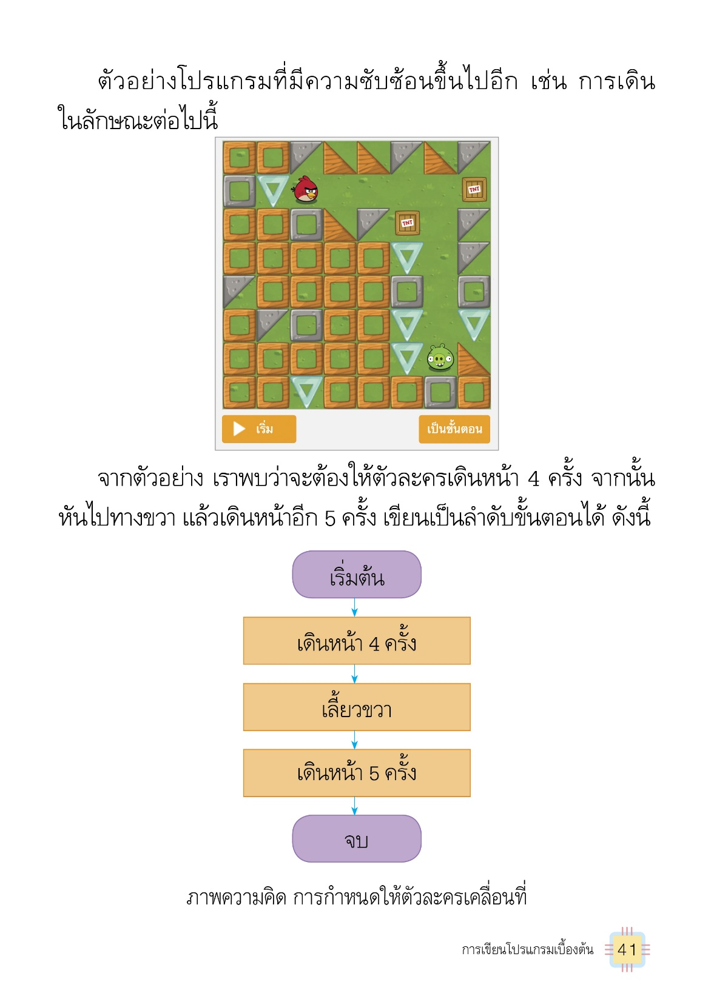 ตัวอย่างโปรแกรมที่มีความซับซ้อนขึ้นไปอีก เช่น การเดิน
ในลักษณะต่อไปนี้
TNT
TNT
เริ่ม
เป็นขั้นตอน
จากตัวอย่าง เราพบว่าจะต้องให้ตัวละครเดินหน้า 4 ครั้ง จากนั้น
หันไปทางขวา แล้วเดินหน้าอีก 5 ครั้ง เขียนเป็นลำดับขั้นตอนได้ ดังนี้
เริ่มต้น
เดินหน้า 4 ครั้ง
เลี้ยวขวา
เดินหน้า 5 ครั้ง
จบ
ภาพความคิด การกำหนดให้ตัวละครเคลื่อนที่
การเขียนโปรแกรมเบื้องต้น 41